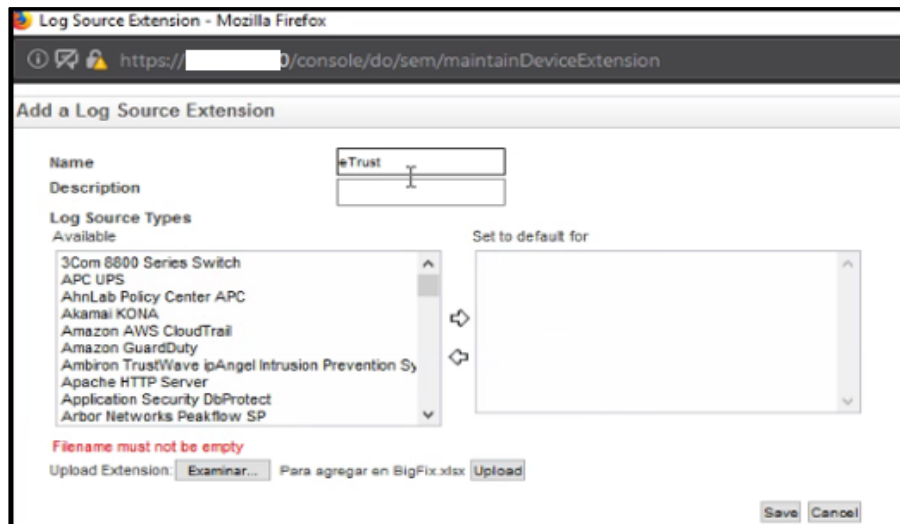 Log Source Extension - Mozilla Firefox
https:// 0/console/do/sem/maintainDeviceExtension
Add a Log Source Extension
Name eTrust
Description
Log Source Types
Available Set to default for
3Com 8800 Series Switch
APC UPS
AhnLab Policy Center APC
Akamai KONA
Amazon AWS CloudTrail
Amazon GuardDuty
Ambiron TrustWave ipAngel Intrusion Prevention Sy
Apache HTTP Server
Application Security DbProtect
Arbor Networks Peakflow SP
Filename must not be empty
Upload Extension: Examinar... Para agregar en BigFix.xlsx Upload
Save Cancel